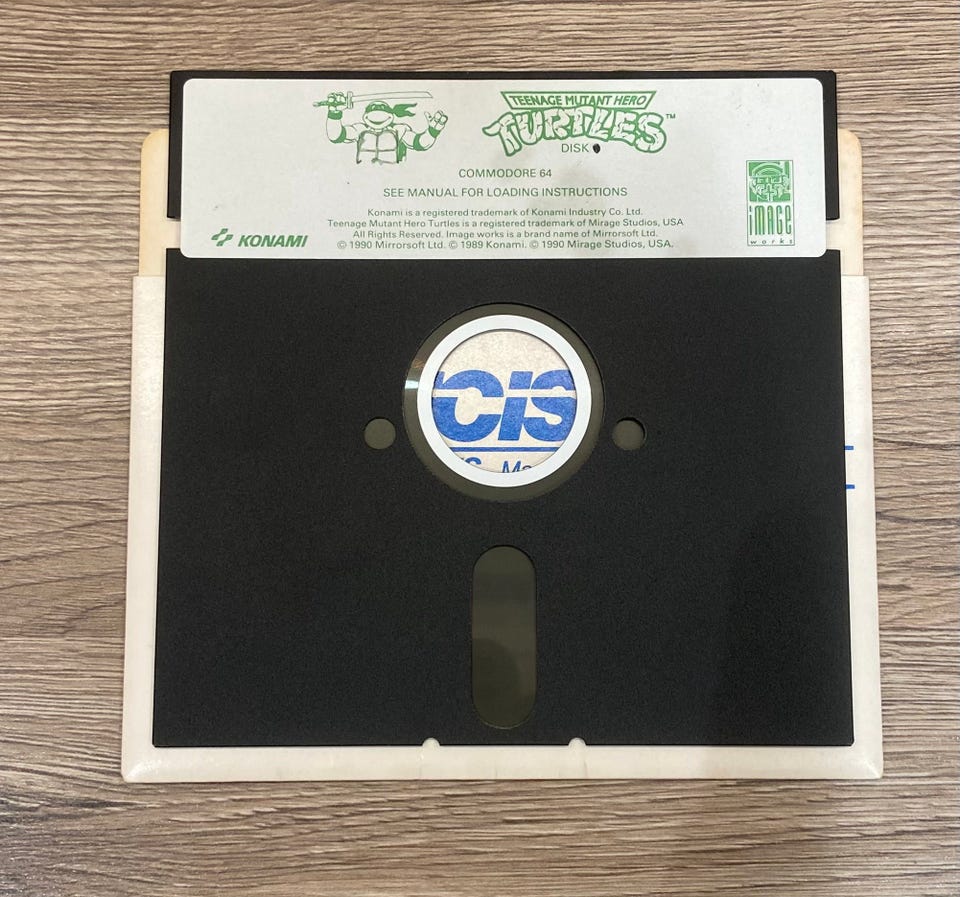 TEENAGE MUTANT HERO
TURTLES™
DISK
COMMODORE 64
SEE MANUAL FOR LOADING INSTRUCTIONS
Konami is a registered trademark of Konami Industry Co. Ltd.
Teenage Mutant Hero Turtles is a registered trademark of Mirage Studios, USA
All Rights Reserved. Image works is a brand name of Mirrorsoft Ltd.
© 1990 Mirrorsoft Ltd. © 1989 Konami. © 1990 Mirage Studios, USA.
KONAMI
iMAGE
works